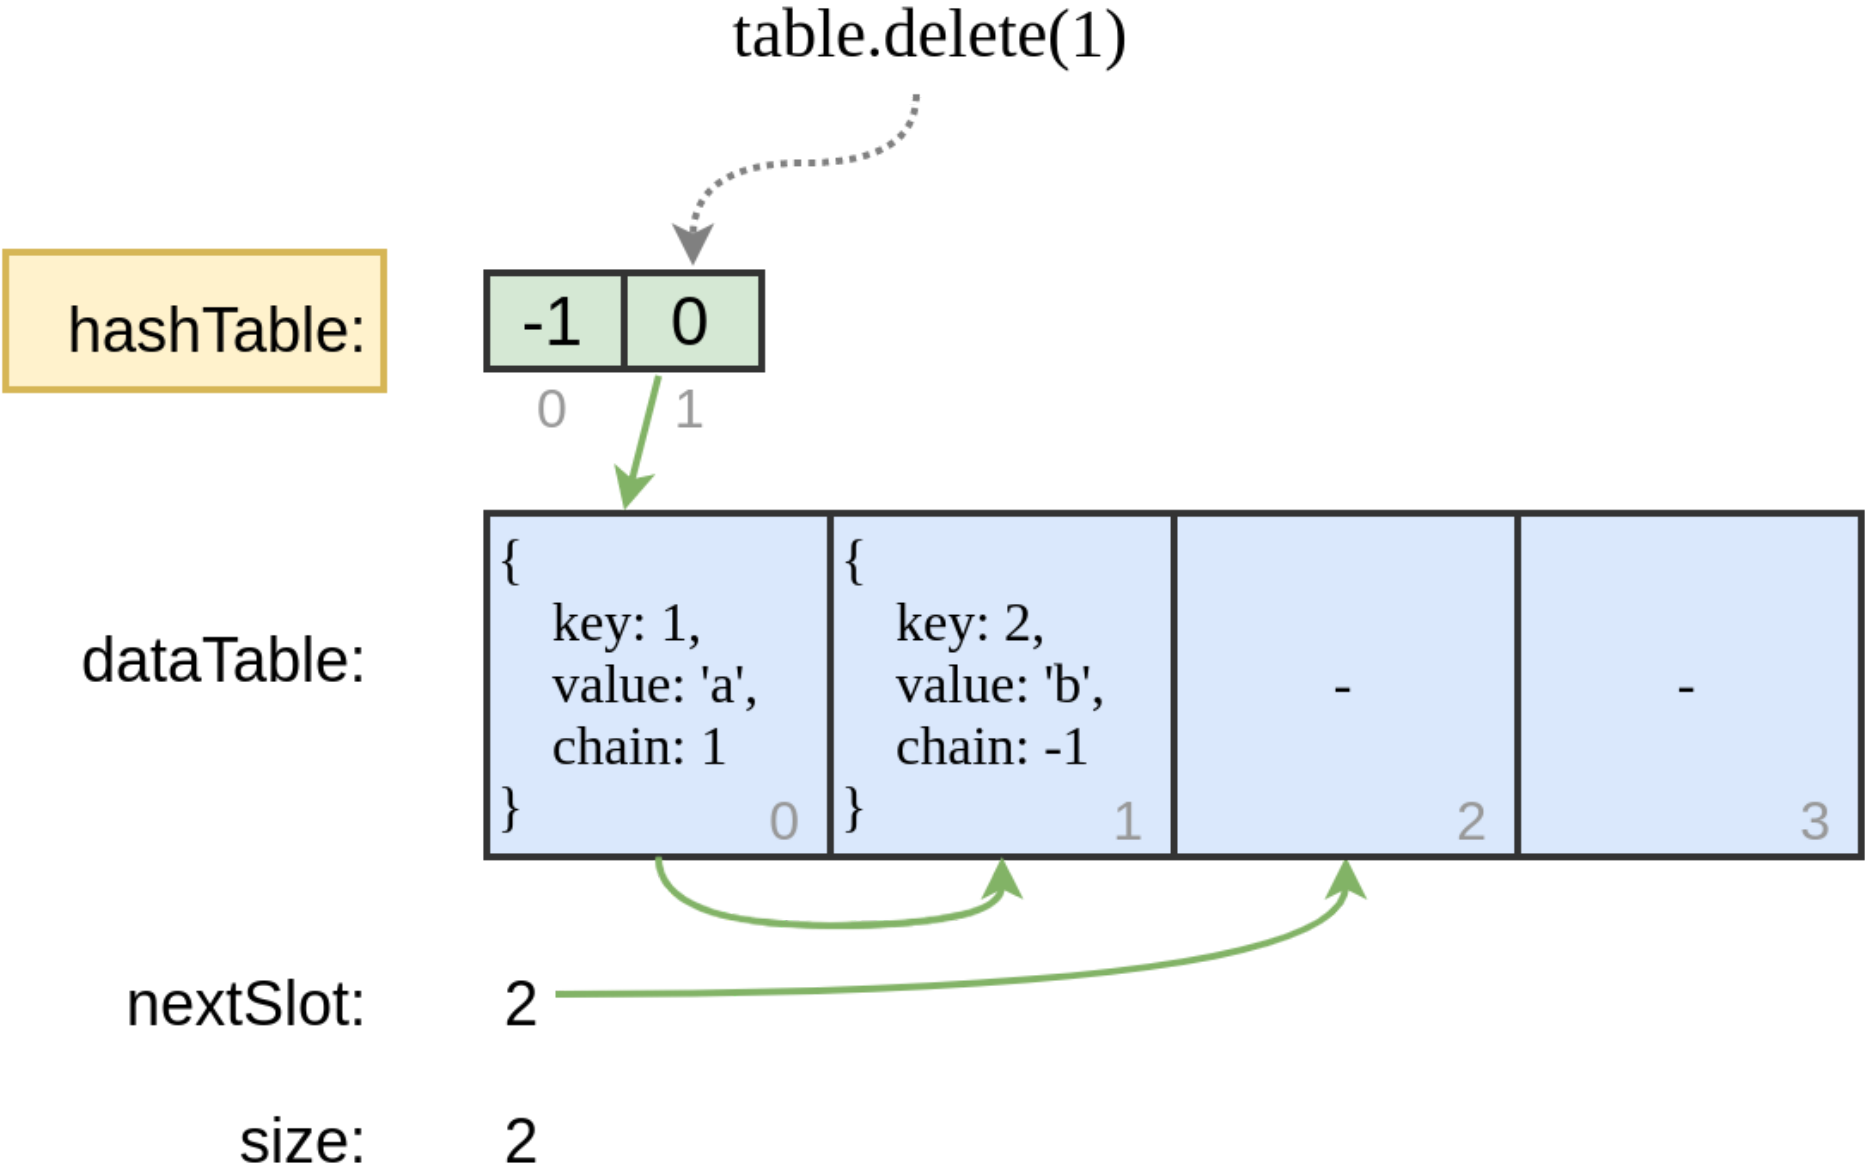 table.delete(1)
hashTable:
-1 0
0 1
dataTable:
{
key: 1,
value: 'a',
chain: 1
}
0
{
key: 2,
value: 'b',
chain: -1
}
1
-
2
-
3
nextSlot: 2
size: 2